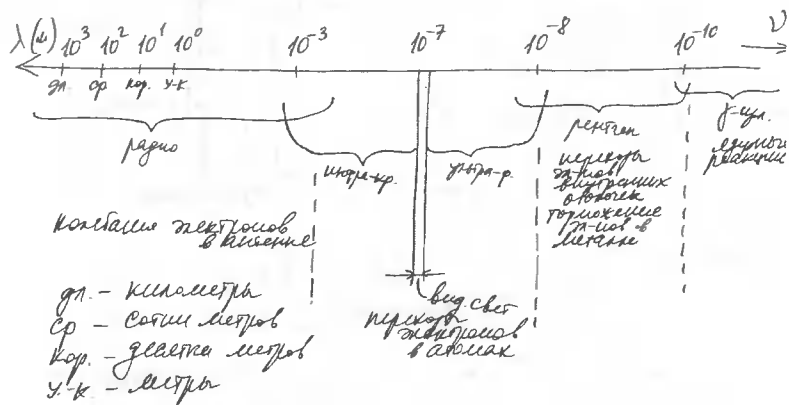 λ(м) 10³ 10² 10¹ 10⁰ 10⁻³ 10⁻⁷ 10⁻⁸ 10⁻¹⁰ ν
дл. ср кор. у-к
радио
инфра-кр.
ультра-ф.
рентген
γ-изл.
ядерные
реакции
переходы
эл-нов
внутренних
оболочек
торможение
эл-нов в
металле
колебания электронов
в антенне
вид. свет
переходы
электронов
в атомах
дл. – километры
ср – сотни метров
кор. – десятки метров
у-к – метры